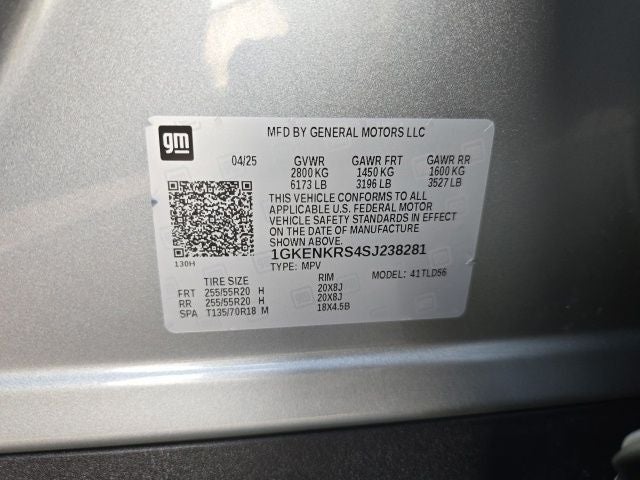 gm
MFD BY GENERAL MOTORS LLC
04/25 GVWR GAWR FRT GAWR RR
2800 KG 1450 KG 1600 KG
6173 LB 3196 LB 3527 LB
THIS VEHICLE CONFORMS TO ALL
APPLICABLE U.S. FEDERAL MOTOR
VEHICLE SAFETY STANDARDS IN EFFECT
ON THE DATE OF MANUFACTURE
SHOWN ABOVE.
1GKENKRS4SJ238281
130H
TYPE: MPV MODEL: 41TLD56
TIRE SIZE RIM
FRT 255/55R20 H 20X8J
RR 255/55R20 H 20X8J
SPA T135/70R18 M 18X4.5B